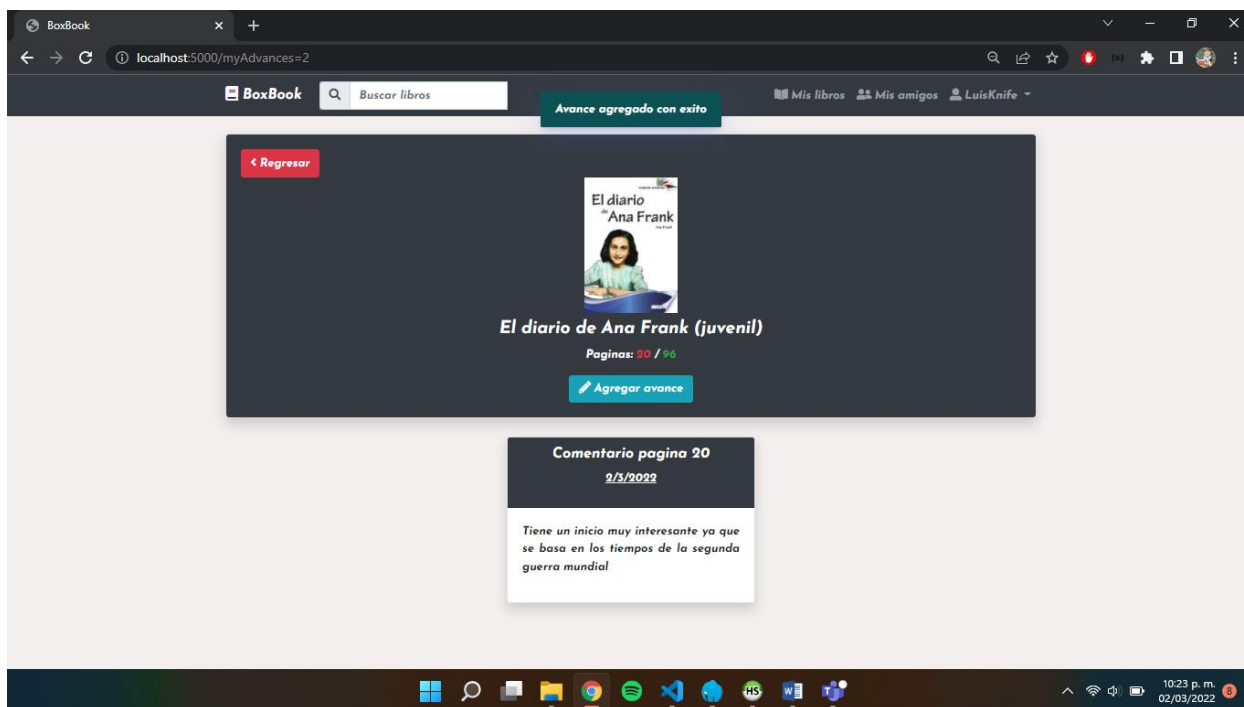 BoxBook
localhost:5000/myAdvances=2
BoxBook
Buscar libros
Avance agregado con exito
Mis libros
Mis amigos
LuisKnife
Regresar
El diario
de Ana Frank
El diario de Ana Frank (juvenil)
Paginas: 20 / 96
Agregar avance
Comentario pagina 20
2/3/2022
Tiene un inicio muy interesante ya que
se basa en los tiempos de la segunda
guerra mundial
HS
W
T
10:23 p. m.
02/03/2022
8